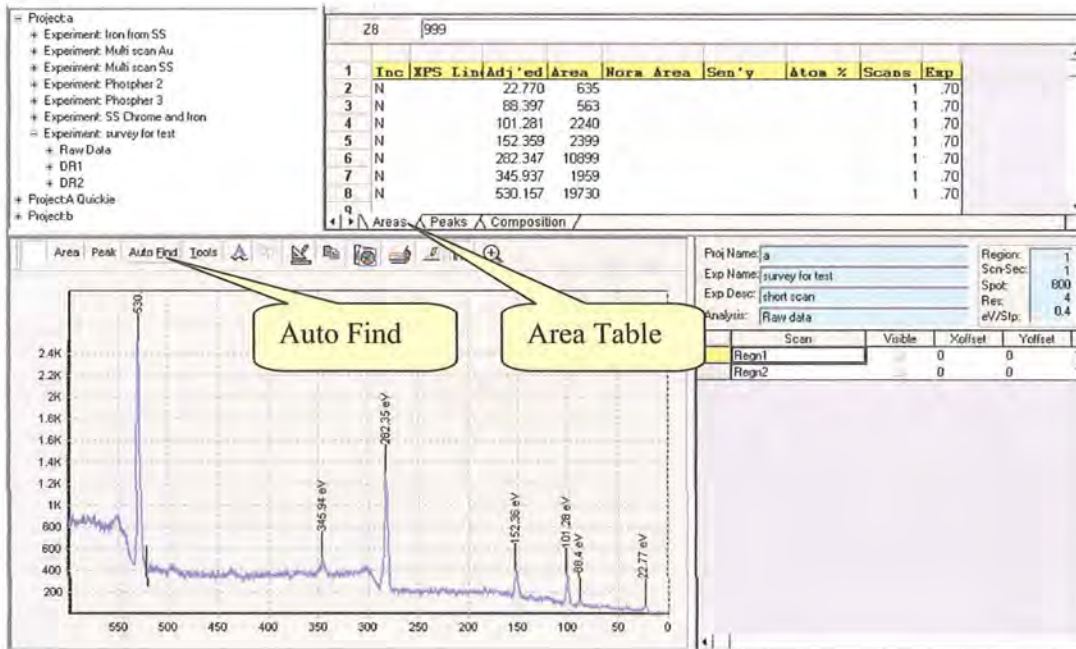 Project:a
Experiment: Iron from SS
Experiment: Multi scan Au
Experiment: Multi scan SS
Experiment: Phospher 2
Experiment: Phospher 3
Experiment: SS Chrome and Iron
Experiment: survey for test
Raw Data
DR1
DR2
Project:A Quickie
Project:b
Z8 999
1 Inc XPS Lin Adj'ed Area Norm Area Sen'y Atom % Scans Exp
2 N 22.770 635 1 .70
3 N 88.397 563 1 .70
4 N 101.281 2240 1 .70
5 N 152.359 2399 1 .70
6 N 282.347 10899 1 .70
7 N 345.937 1959 1 .70
8 N 530.157 19730 1 .70
9
Areas Peaks Composition
Area Peak Auto Find Tools
Auto Find
Area Table
530.
345.94 eV
282.35 eV
152.36 eV
101.28 eV
88.4 eV
22.77 eV
2.4K
2.2K
2K
1.8K
1.6K
1.4K
1.2K
1K
800
600
400
200
550 500 450 400 350 300 250 200 150 100 50 0
Proj Name: a
Exp Name: survey for test
Exp Desc: short scan
Analysis: Raw data
Region: 1
Scn-Sec: 1
Spot: 800
Res: 4
eV/Stp: 0.4
Scan Visible Xoffset Yoffset
Regn1 0 0
Regn2 0 0